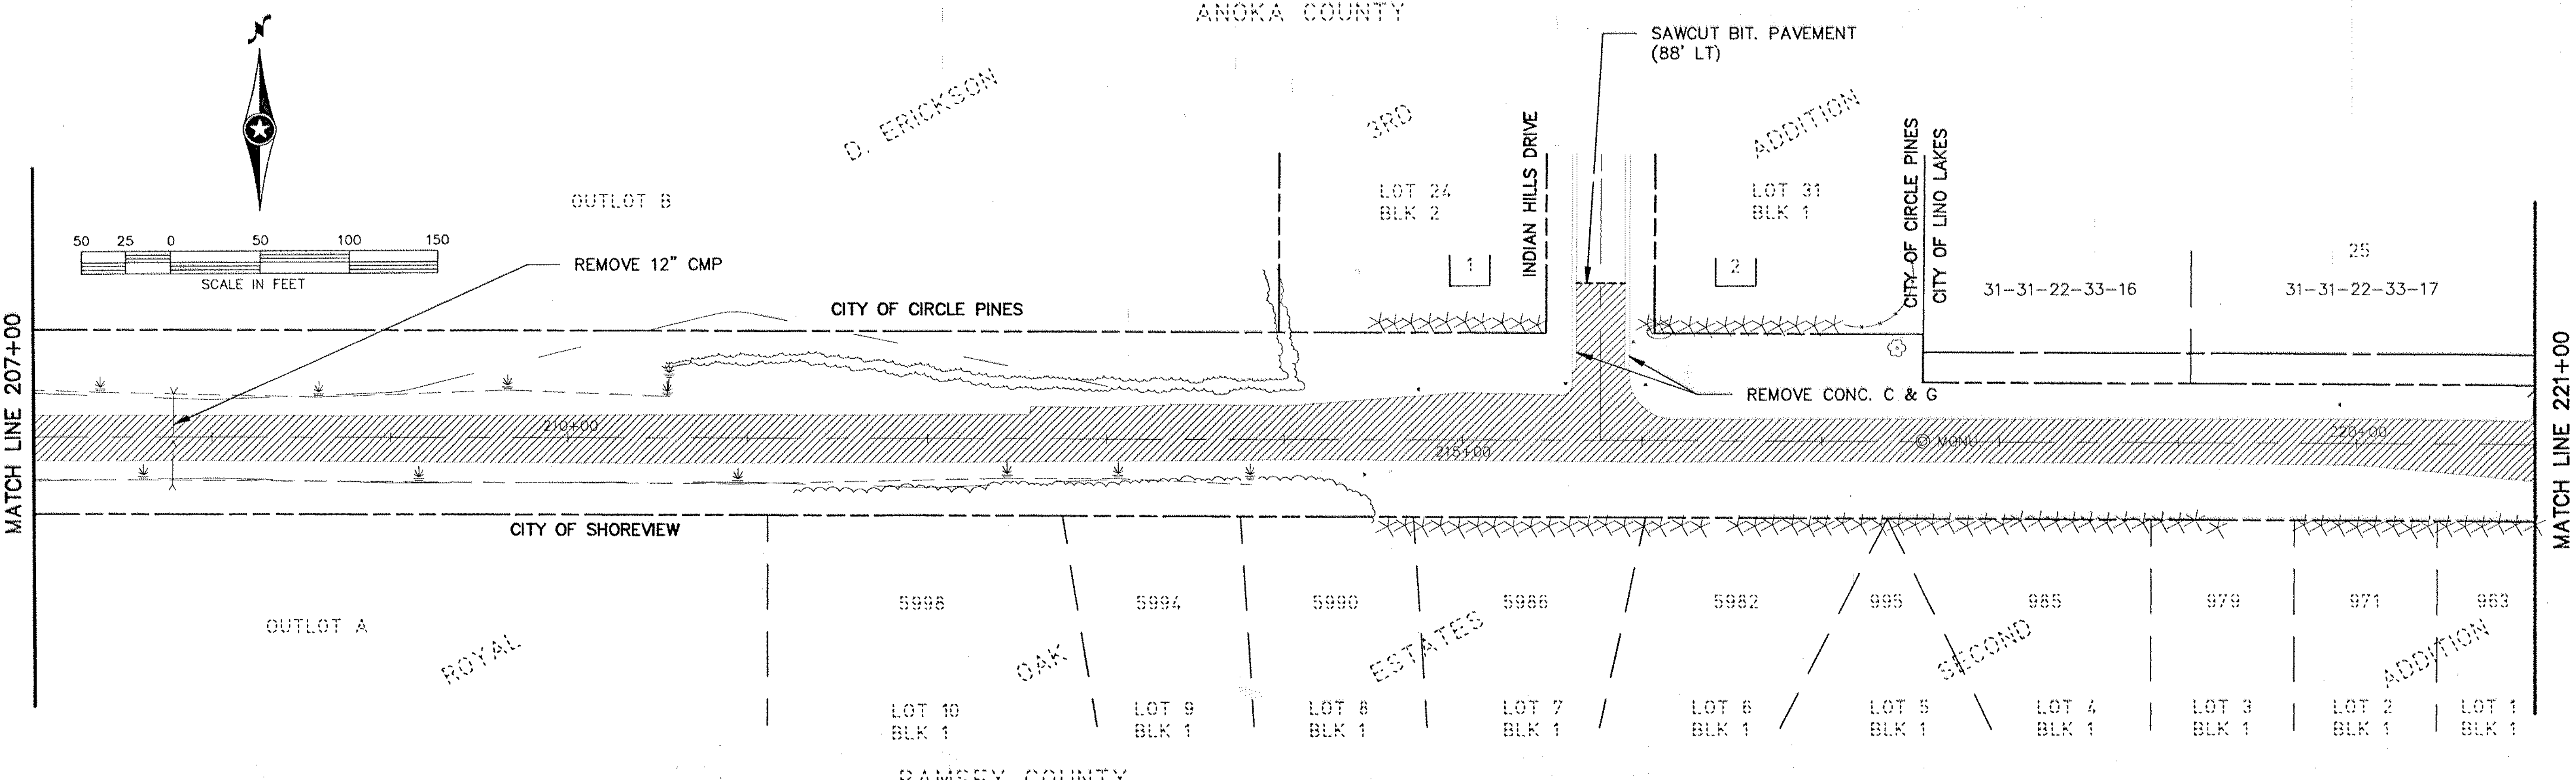 ANOKA COUNTY
SAWCUT BIT. PAVEMENT
(88' LT)
D. ERICKSON
3RD
ADDITION
INDIAN HILLS DRIVE
CITY OF CIRCLE PINES
CITY OF LINO LAKES
OUTLOT B
LOT 24
BLK 2
LOT 31
BLK 1
50 25 0 50 100 150
SCALE IN FEET
REMOVE 12" CMP
1
2
25
31-31-22-33-16
31-31-22-33-17
CITY OF CIRCLE PINES
MATCH LINE 207+00
MATCH LINE 221+00
REMOVE CONC. C & G
210+00
215+00
MONU
220+00
CITY OF SHOREVIEW
5998
5994
5990
5986
5982
995
985
979
971
963
OUTLOT A
ROYAL
OAK
ESTATES
SECOND
ADDITION
LOT 10
BLK 1
LOT 9
BLK 1
LOT 8
BLK 1
LOT 7
BLK 1
LOT 6
BLK 1
LOT 5
BLK 1
LOT 4
BLK 1
LOT 3
BLK 1
LOT 2
BLK 1
LOT 1
BLK 1
RAMSEY COUNTY